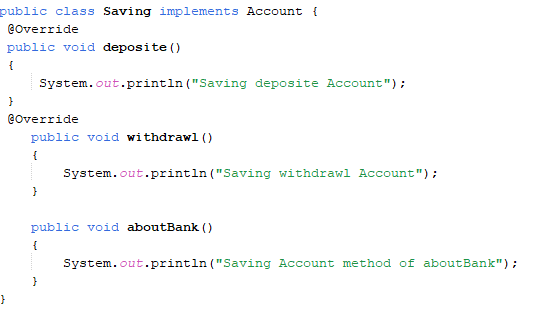 public class Saving implements Account {
@Override
public void deposite()
{
System.out.println("Saving deposite Account");
}
@Override
public void withdrawl()
{
System.out.println("Saving withdrawl Account");
}
public void aboutBank()
{
System.out.println("Saving Account method of aboutBank");
}
}